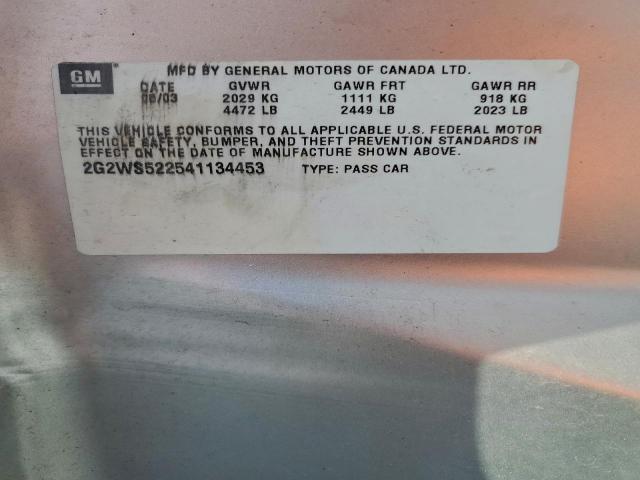 GM
MFD BY GENERAL MOTORS OF CANADA LTD.
DATE GVWR GAWR FRT GAWR RR
08/03 2029 KG 1111 KG 918 KG
4472 LB 2449 LB 2023 LB
THIS VEHICLE CONFORMS TO ALL APPLICABLE U.S. FEDERAL MOTOR
VEHICLE SAFETY, BUMPER, AND THEFT PREVENTION STANDARDS IN
EFFECT ON THE DATE OF MANUFACTURE SHOWN ABOVE.
2G2WS522541134453 TYPE: PASS CAR